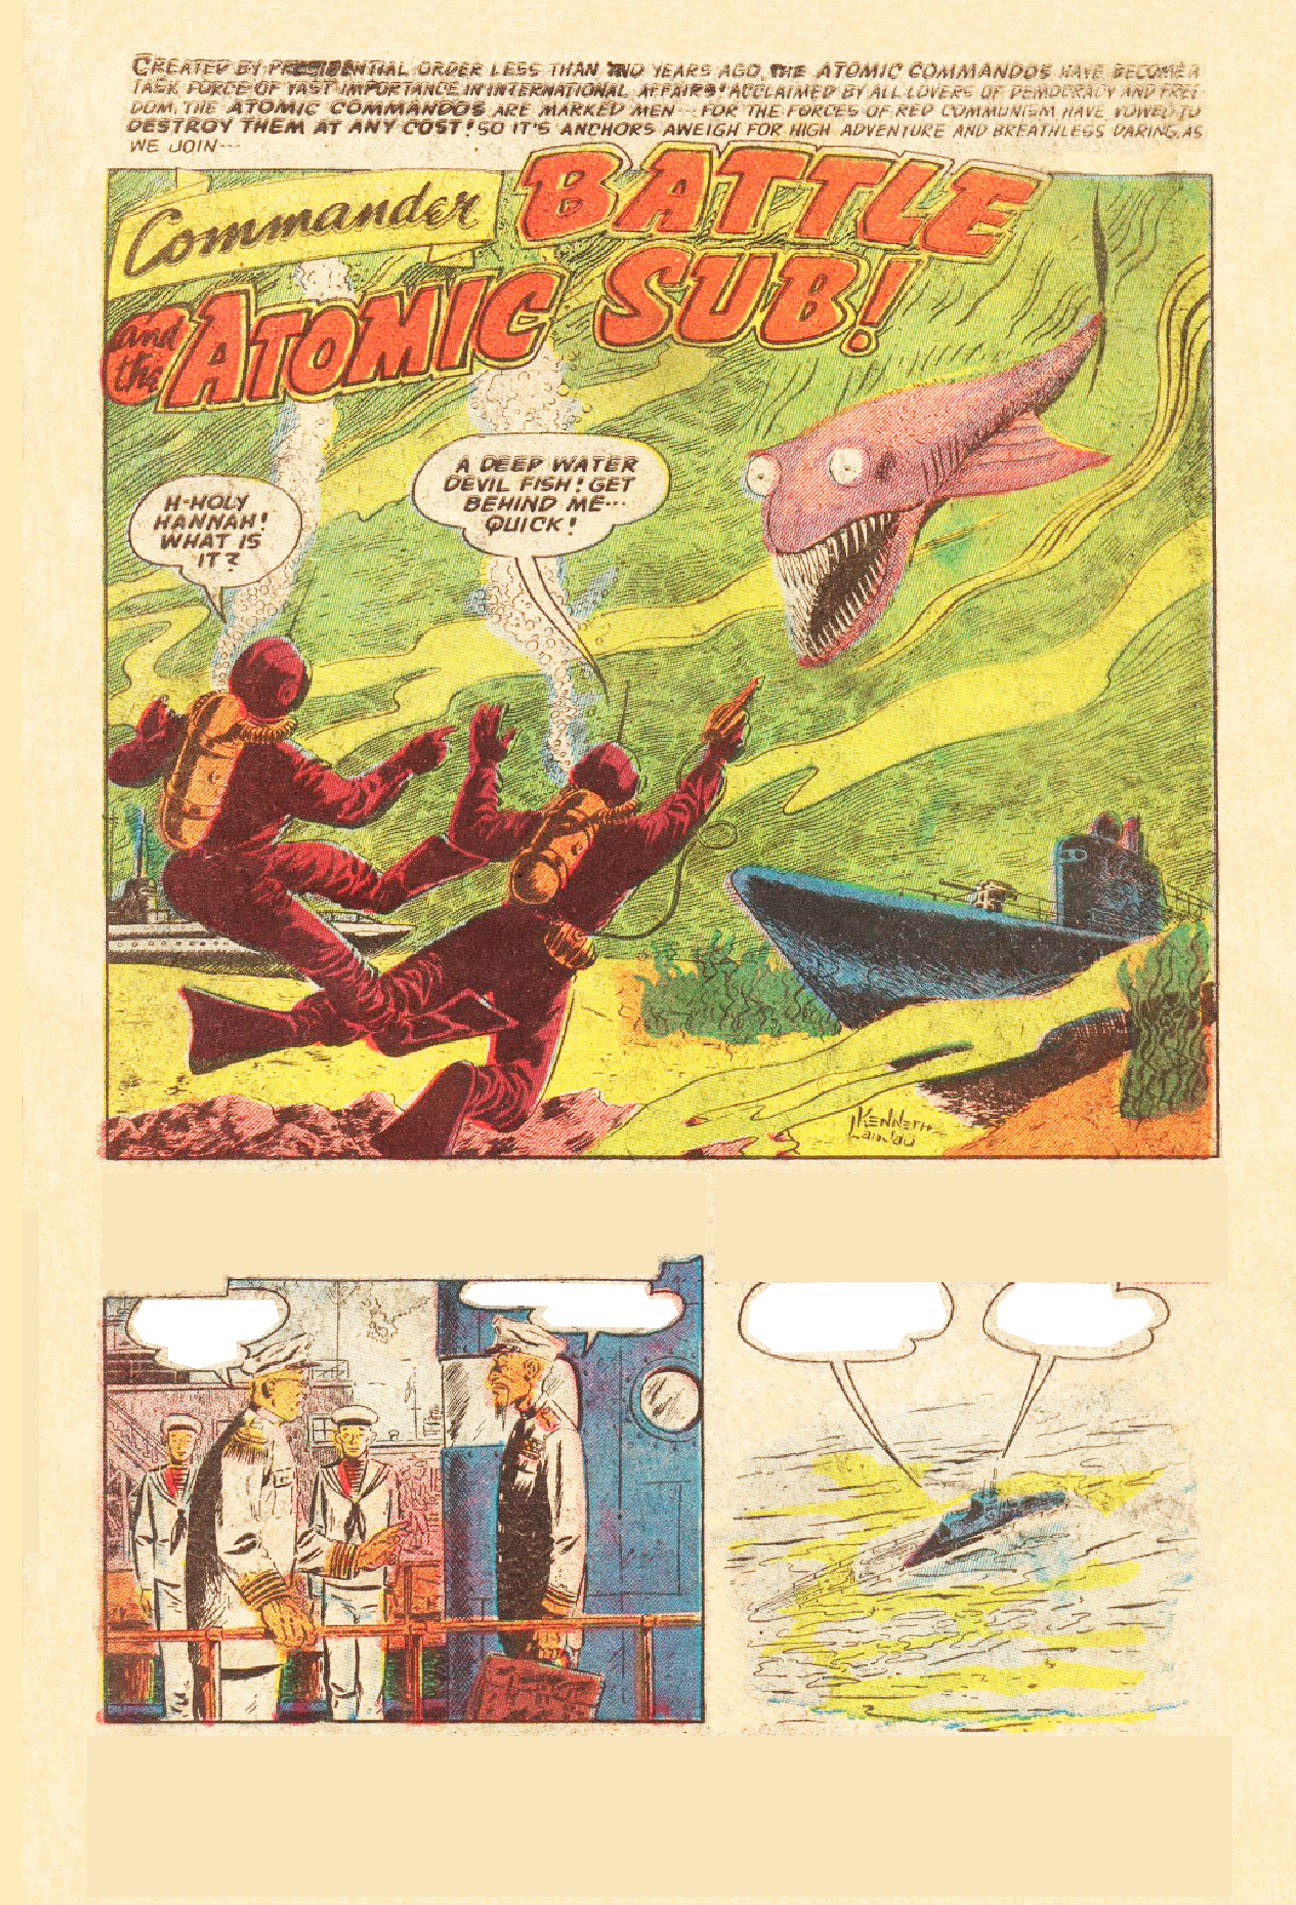 CREATED BY PRESIDENTIAL ORDER LESS THAN TWO YEARS AGO, THE ATOMIC COMMANDOS HAVE BECOME A
TASK FORCE OF VAST IMPORTANCE IN INTERNATIONAL AFFAIRS! ACCLAIMED BY ALL LOVERS OF DEMOCRACY AND FREE-
DOM, THE ATOMIC COMMANDOS ARE MARKED MEN-- FOR THE FORCES OF RED COMMUNISM HAVE VOWED TO
DESTROY THEM AT ANY COST! SO IT'S ANCHORS AWEIGH FOR HIGH ADVENTURE AND BREATHLESS DARING, AS
WE JOIN--
Commander BATTLE
and the ATOMIC SUB!
H-HOLY
HANNAH!
WHAT IS
IT?
A DEEP WATER
DEVIL FISH! GET
BEHIND ME---
QUICK!
KENNETH
Landau